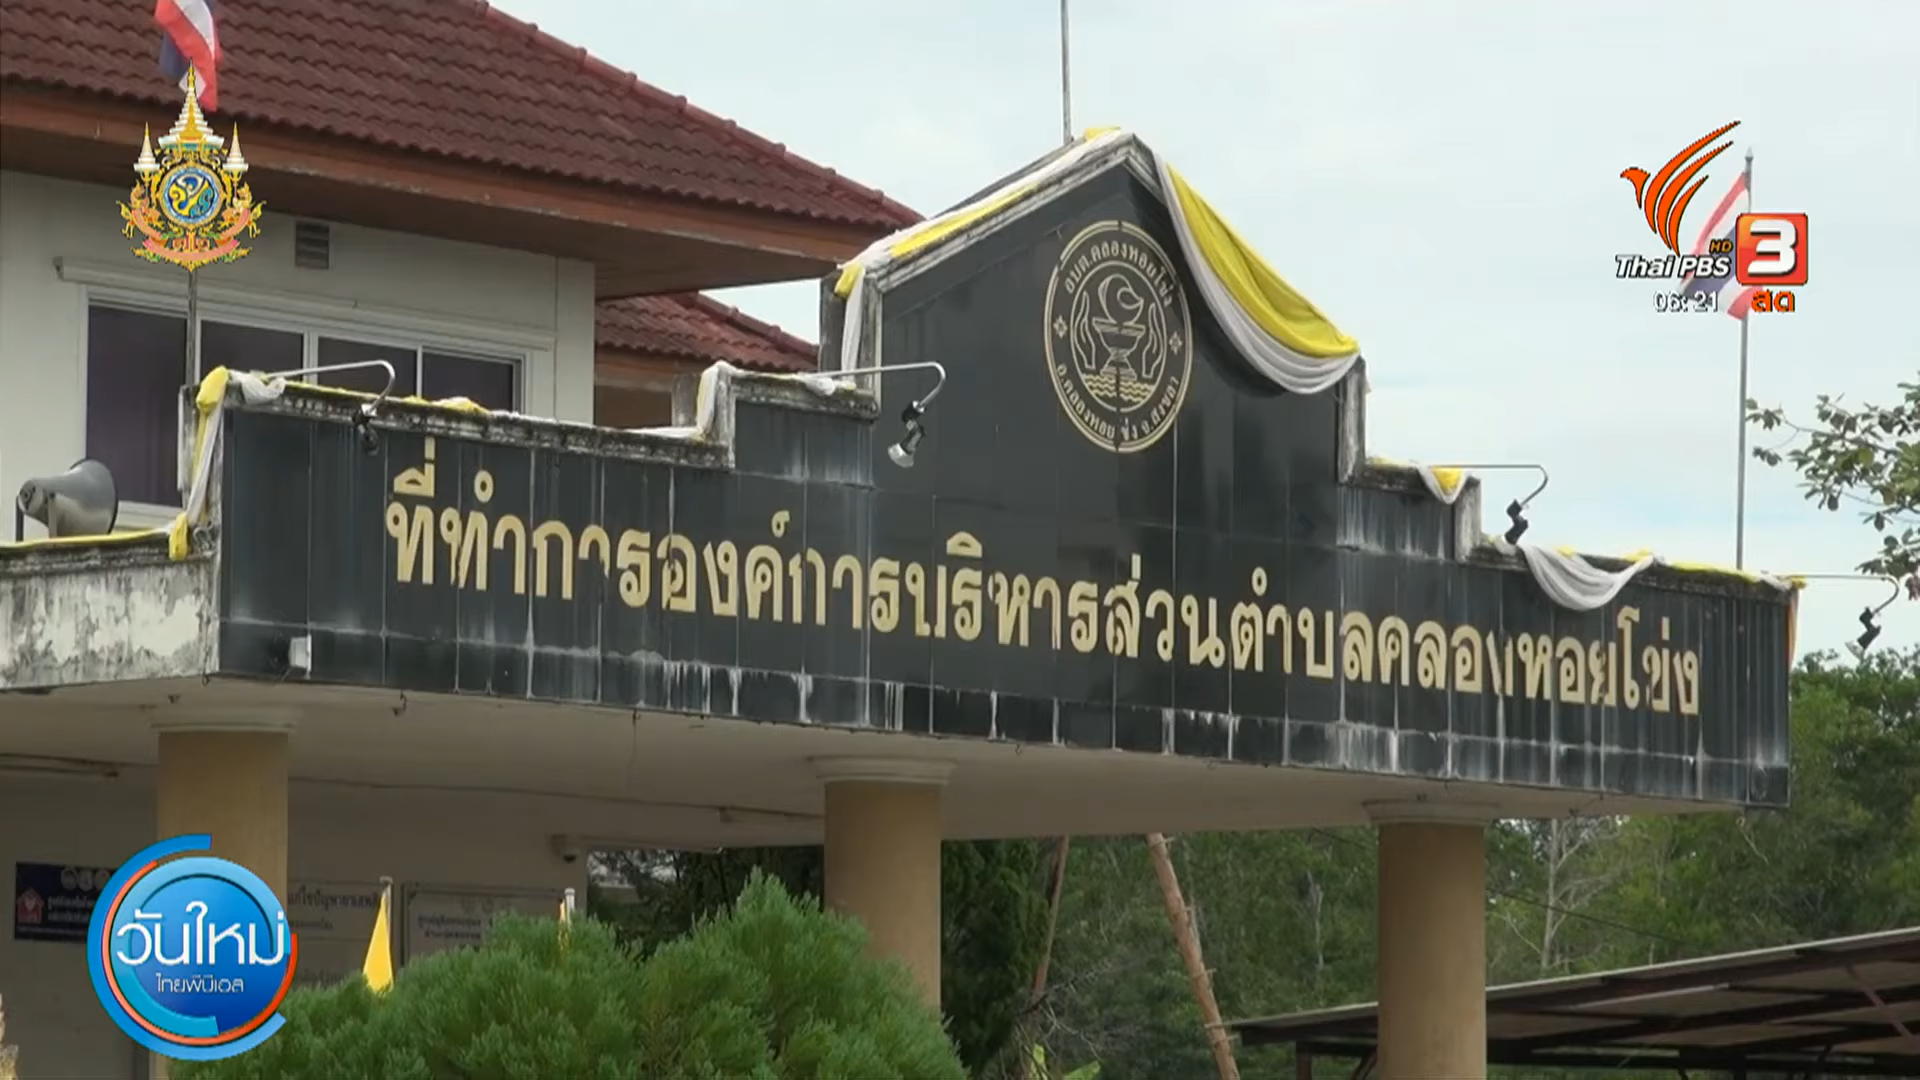 Thai PBS HD 3
06:21 สด
อบต.คลองหอยโข่ง
อ.คลองหอยโข่ง จ.สงขลา
ที่ทำการองค์การบริหารส่วนตำบลคลองหอยโข่ง
วันใหม่
ไทยพีบีเอส